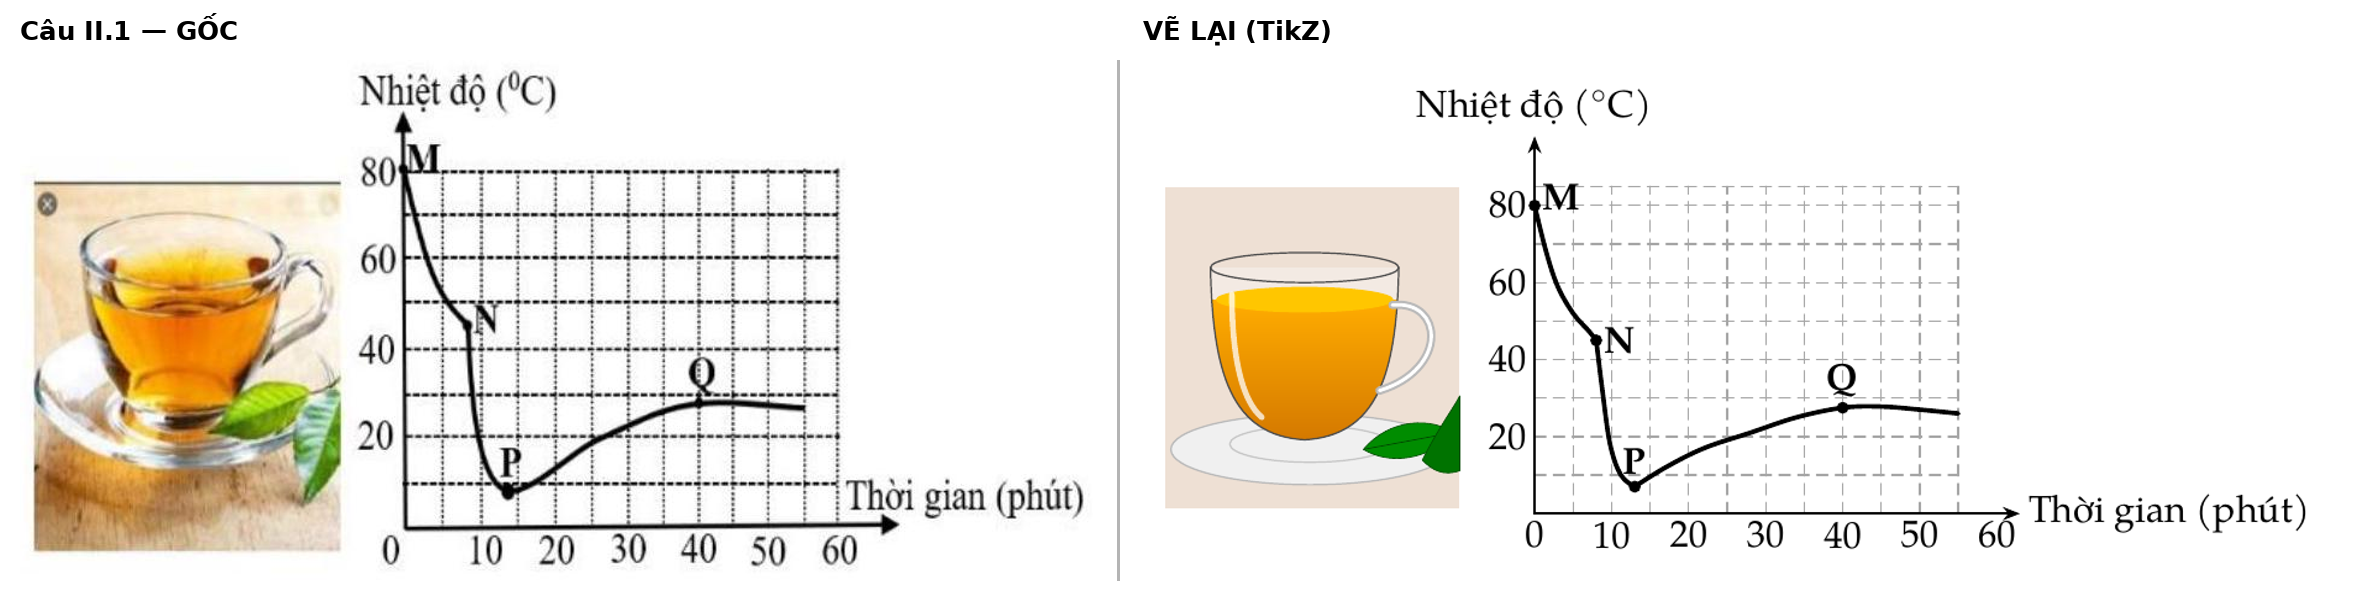 Câu II.1 — GỐC
Nhiệt độ (⁰C)
80
M
60
N
40
Q
20
P
Thời gian (phút)
0 10 20 30 40 50 60
VẼ LẠI (TikZ)
Nhiệt độ (°C)
80
M
60
N
40
Q
20
P
Thời gian (phút)
0 10 20 30 40 50 60